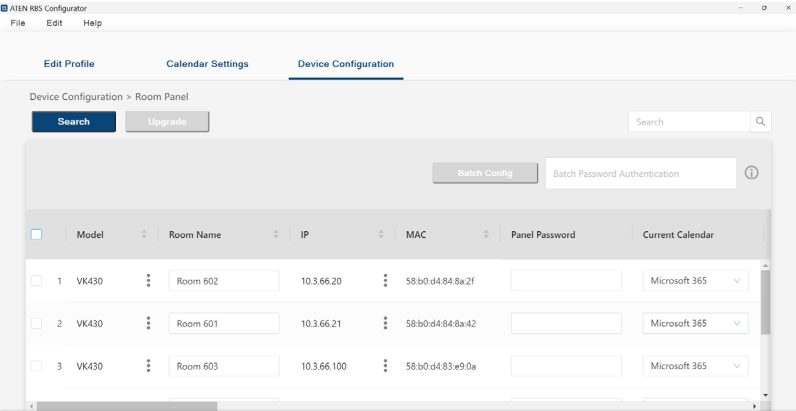 ATEN RBS Configurator
File Edit Help
Edit Profile Calendar Settings Device Configuration
Device Configuration > Room Panel
Search Upgrade Search
Batch Config Batch Password Authentication
Model Room Name IP MAC Panel Password Current Calendar
1 VK430 Room 602 10.3.66.20 58:b0:d4:84:8a:2f Microsoft 365
2 VK430 Room 601 10.3.66.21 58:b0:d4:84:8a:42 Microsoft 365
3 VK430 Room 603 10.3.66.100 58:b0:d4:83:e9:0a Microsoft 365